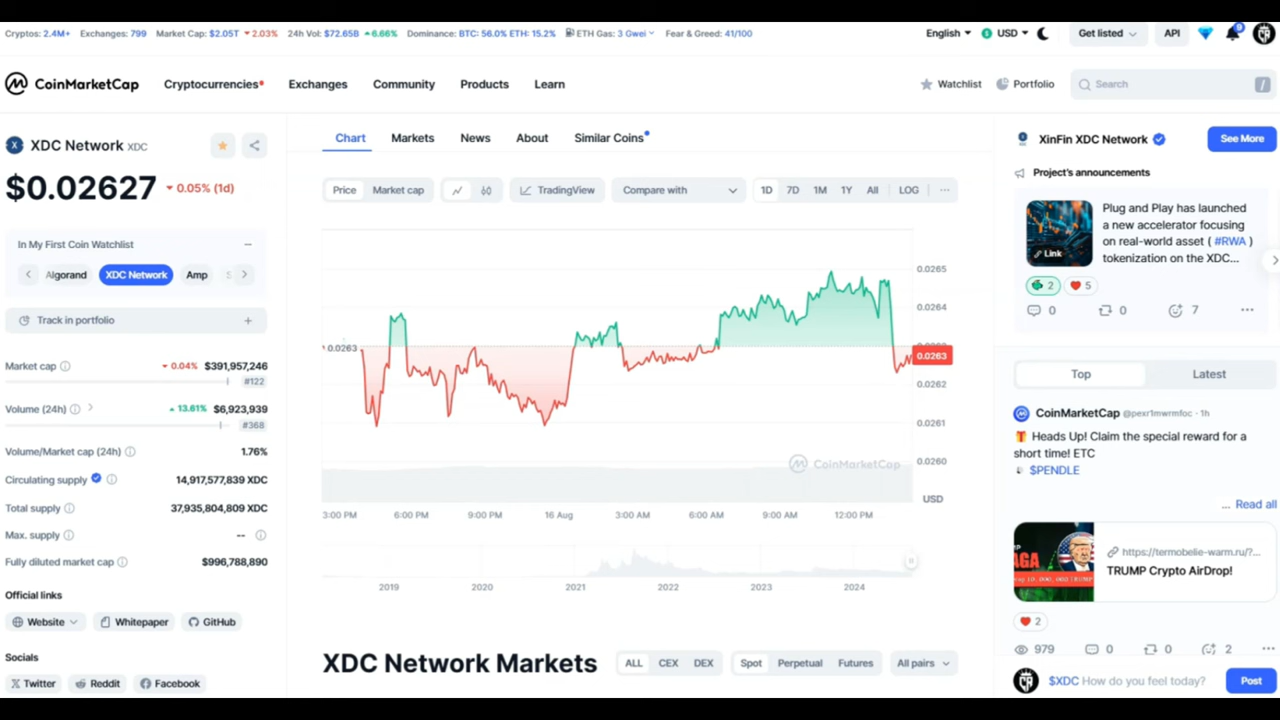 Cryptos: 2.4M+ Exchanges: 799 Market Cap: $2.05T 2.03% 24h Vol: $72.65B 6.66% Dominance: BTC: 56.0% ETH: 15.2% ETH Gas: 3 Gwei Fear & Greed: 41/100
English USD Get listed API 9
CoinMarketCap Cryptocurrencies Exchanges Community Products Learn
Watchlist Portfolio Search /
XDC Network XDC
$0.02627 0.05% (1d)
In My First Coin Watchlist
Algorand XDC Network Amp S
Track in portfolio +
Market cap 0.04% $391,957,246
#122
Volume (24h) 13.61% $6,923,939
#368
Volume/Market cap (24h) 1.76%
Circulating supply 14,917,577,839 XDC
Total supply 37,935,804,809 XDC
Max. supply --
Fully diluted market cap $996,788,890
Official links
Website Whitepaper GitHub
Socials
Twitter Reddit Facebook
Chart Markets News About Similar Coins
Price Market cap TradingView Compare with 1D 7D 1M 1Y All LOG ...
0.0265
0.0264
0.0263
0.0263
0.0262
0.0261
0.0260
CoinMarketCap
USD
3:00 PM 6:00 PM 9:00 PM 16 Aug 3:00 AM 6:00 AM 9:00 AM 12:00 PM
2019 2020 2021 2022 2023 2024
XDC Network Markets ALL CEX DEX Spot Perpetual Futures All pairs
XinFin XDC Network See More
Project's announcements
Plug and Play has launched
a new accelerator focusing
on real-world asset ( #RWA )
tokenization on the XDC...
Link
2 5
0 0 7 ...
Top Latest
CoinMarketCap @pexr1mwrmfoc · 1h
Heads Up! Claim the special reward for a
short time! ETC
$PENDLE
... Read all
https://termobelie-warm.ru/?...
TRUMP Crypto AirDrop!
2
979 0 0 2 ...
$XDC How do you feel today? Post